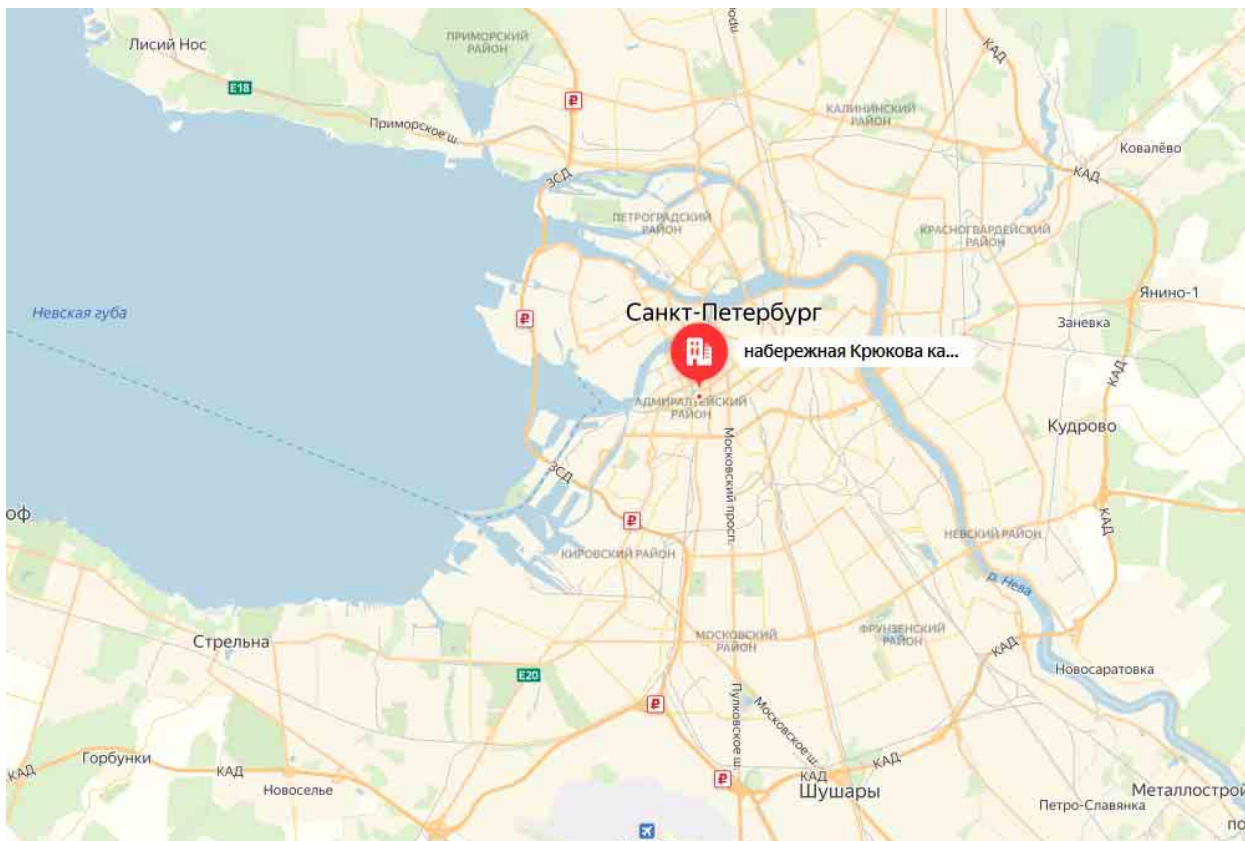 Лисий Нос
ПРИМОРСКИЙ
РАЙОН
КАД
E18
₽
КАЛИНИНСКИЙ
РАЙОН
Приморское ш.
Ковалёво
КАД
ЗСД
ПЕТРОГРАДСКИЙ
РАЙОН
КРАСНОГВАРДЕЙСКИЙ
РАЙОН
Янино-1
Невская губа
Санкт-Петербург
₽
Заневка
набережная Крюкова ка...
КАД
АДМИРАЛТЕЙСКИЙ
РАЙОН
Кудрово
Московский просп.
ЗСД
оф
₽
КАД
КИРОВСКИЙ РАЙОН
НЕВСКИЙ РАЙОН
р. Нева
Стрельна
МОСКОВСКИЙ
РАЙОН
ФРУНЗЕНСКИЙ
РАЙОН
КАД
Новосаратовка
E20
₽
Пулковское ш.
Московское ш.
Горбунки
КАД
КАД
Новоселье
₽
КАД
КАД
Шушары
Металлострой
Петро-Славянка
по